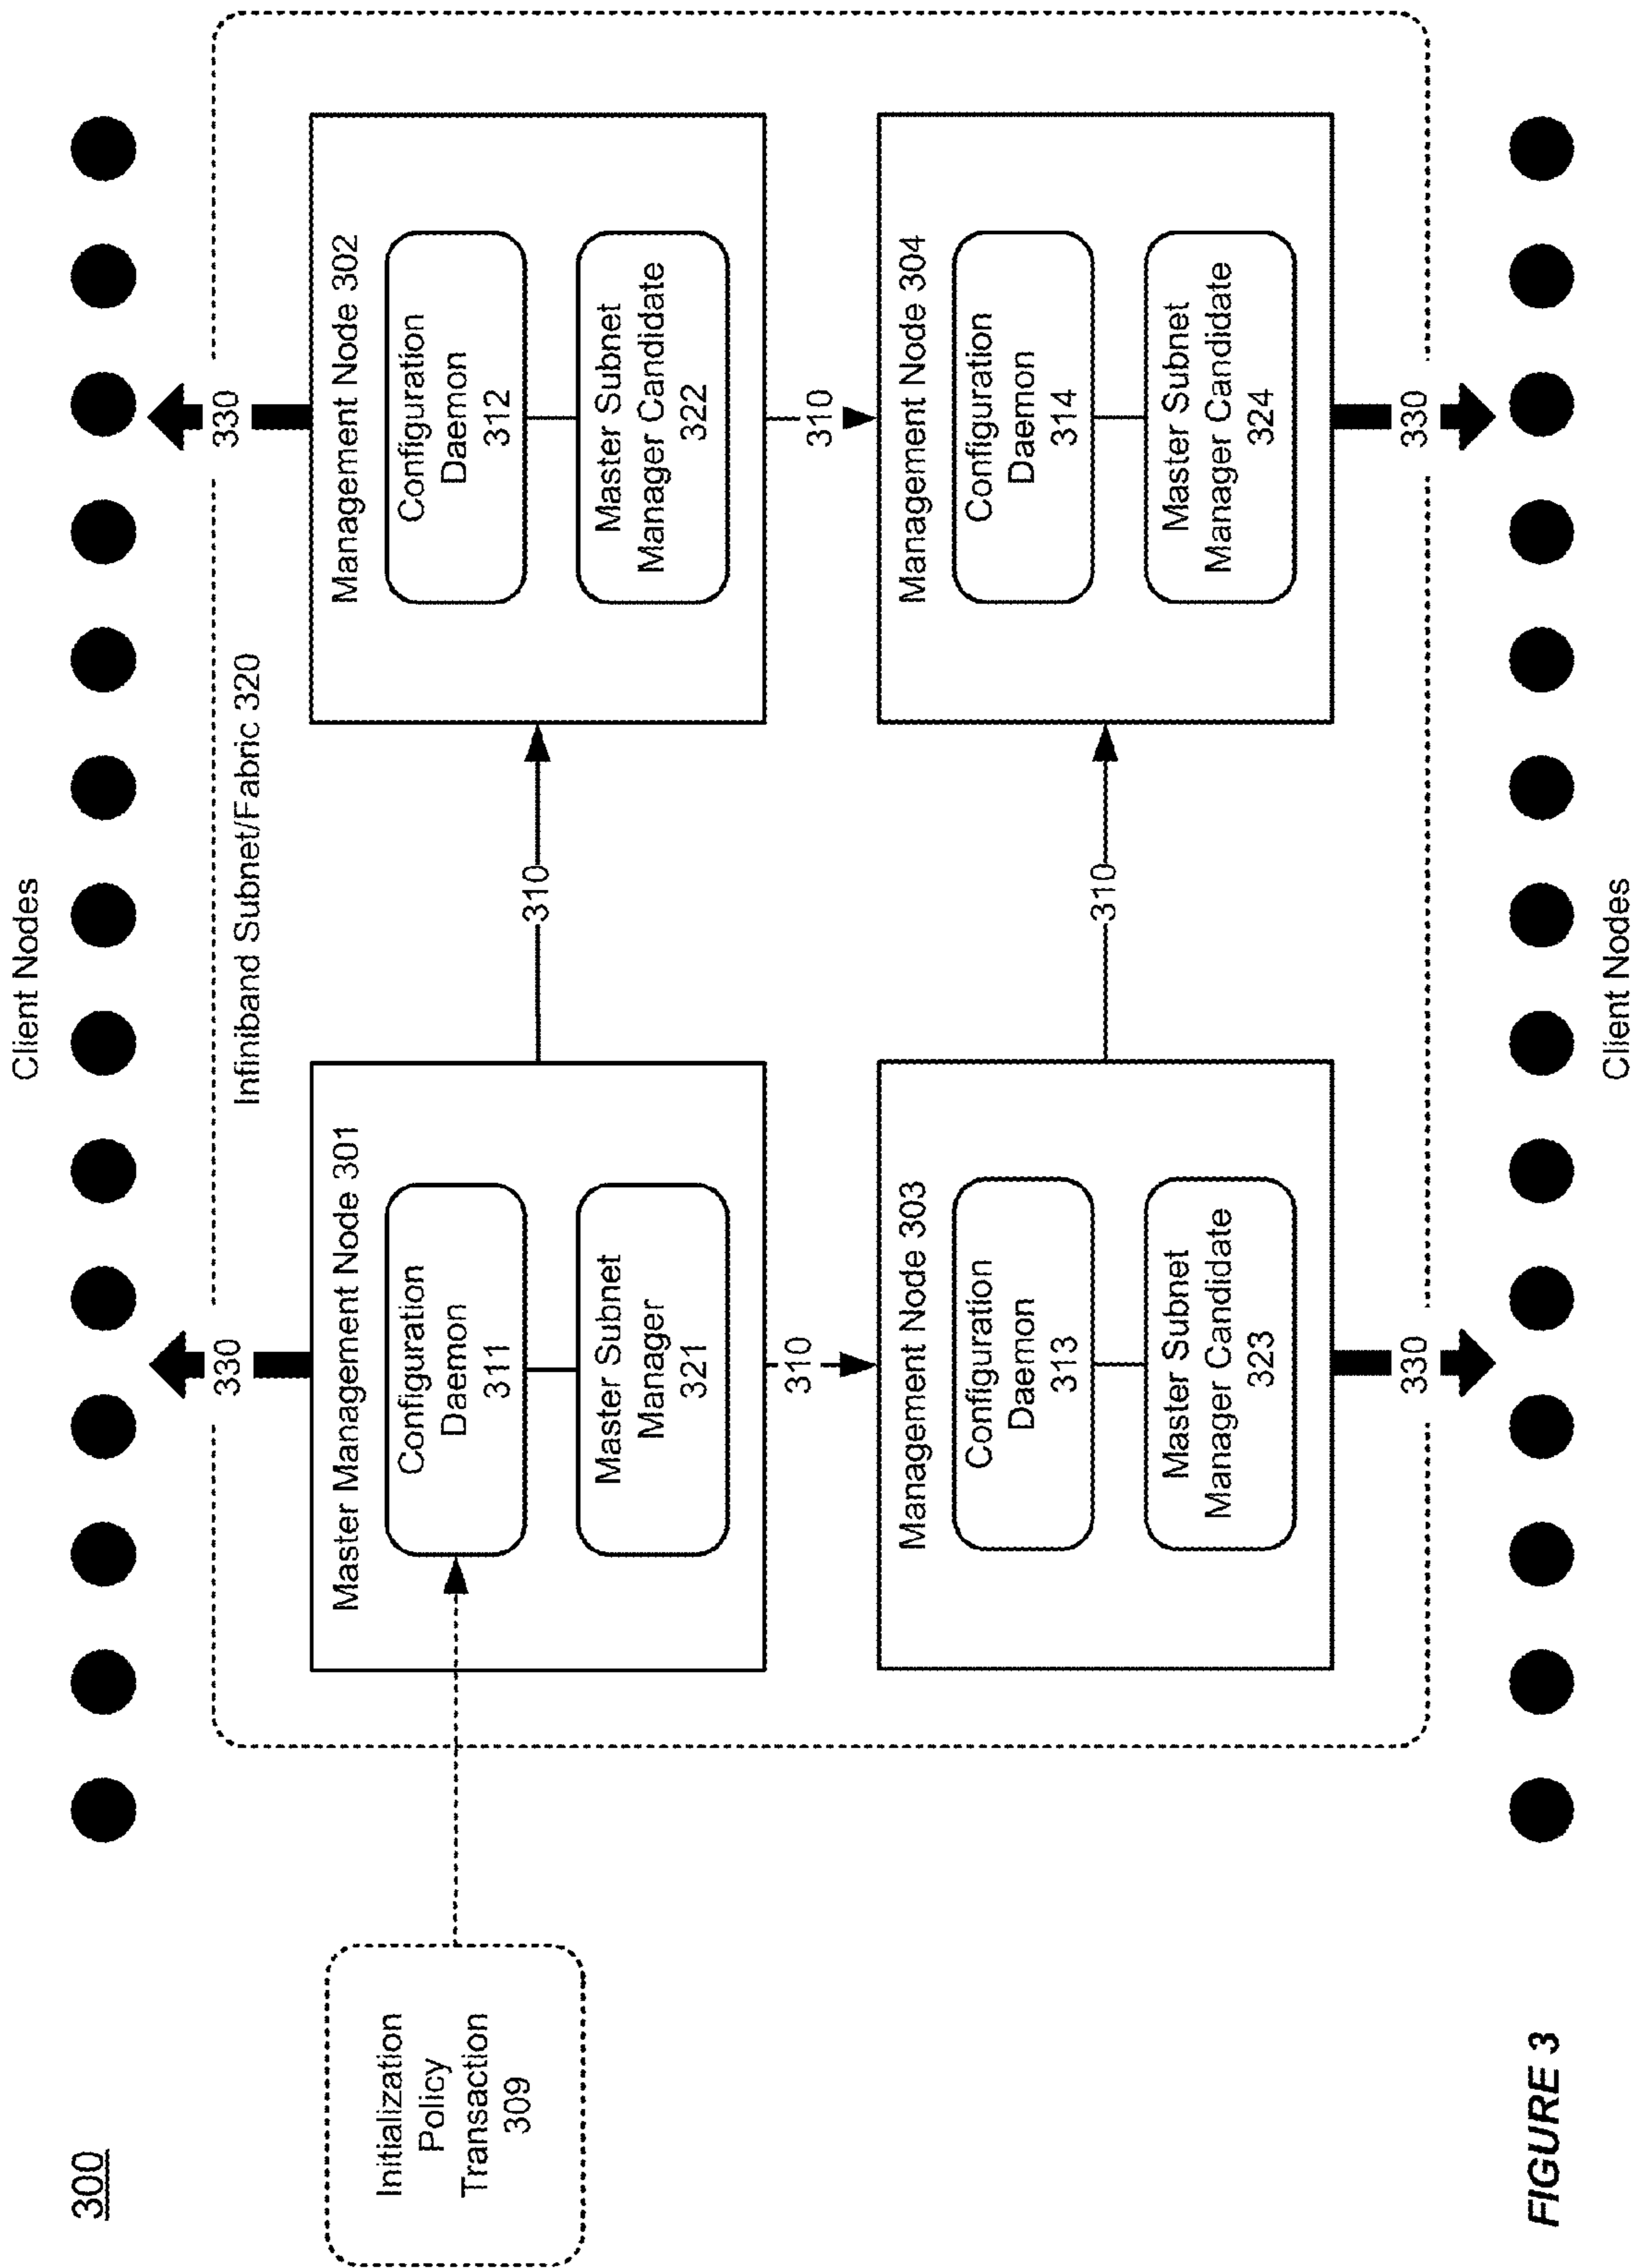 300
Client Nodes
330
330
Infiniband Subnet/Fabric 320
Initialization
Policy
Transaction
309
Master Management Node 301
Configuration
Daemon
311
Master Subnet
Manager
321
310
Management Node 302
Configuration
Daemon
312
Master Subnet
Manager Candidate
322
310
310
Management Node 303
Configuration
Daemon
313
Master Subnet
Manager Candidate
323
310
Management Node 304
Configuration
Daemon
314
Master Subnet
Manager Candidate
324
330
330
Client Nodes
FIGURE 3